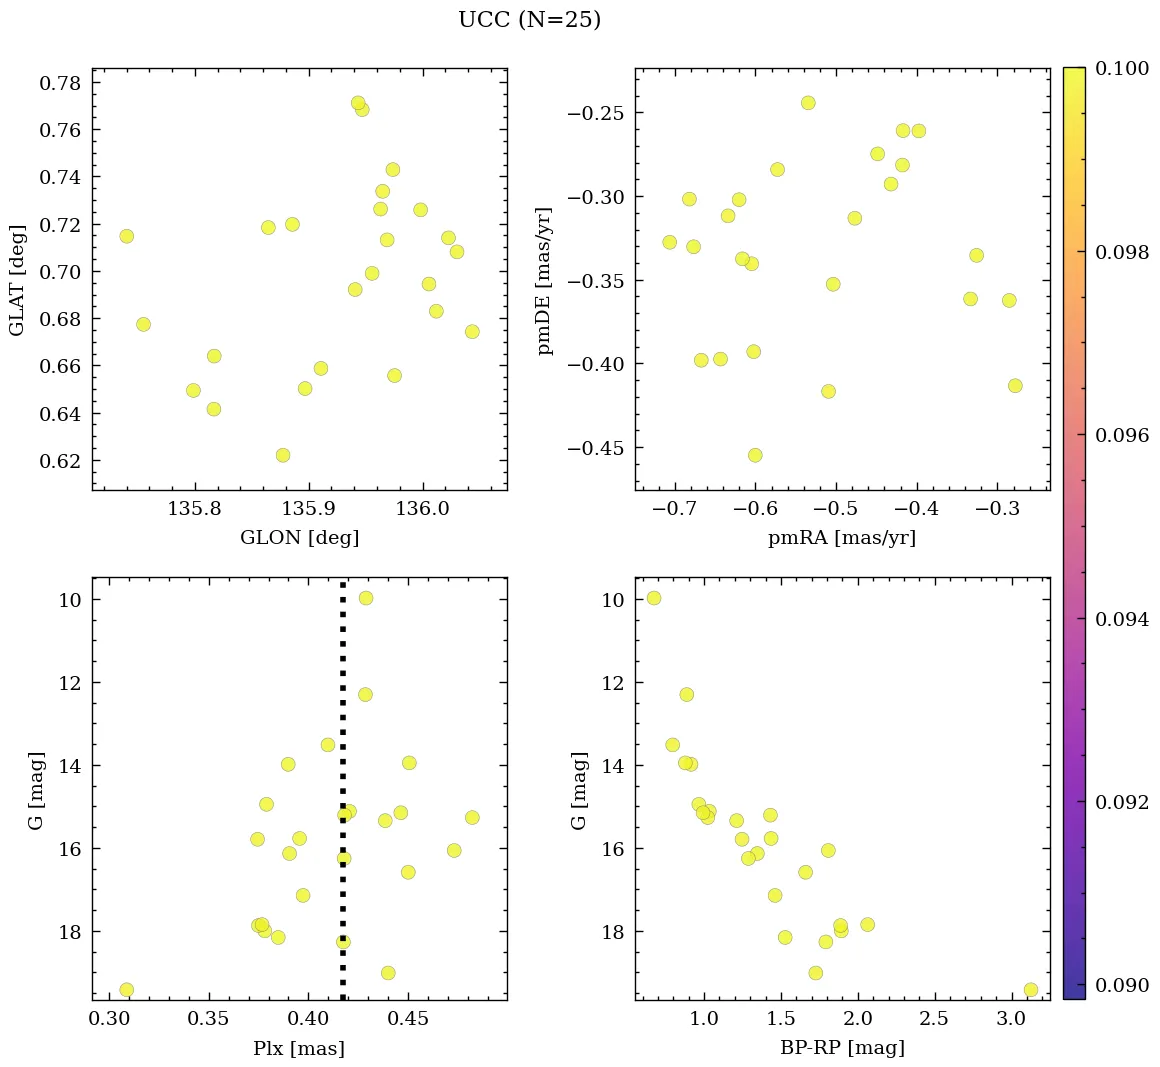 UCC (N=25)
0.78
0.76
0.74
0.72
0.70
0.68
0.66
0.64
0.62
GLAT [deg]
135.8 135.9 136.0
GLON [deg]
−0.25
−0.30
−0.35
−0.40
−0.45
pmDE [mas/yr]
−0.7 −0.6 −0.5 −0.4 −0.3
pmRA [mas/yr]
10
12
14
16
18
G [mag]
0.30 0.35 0.40 0.45
Plx [mas]
10
12
14
16
18
G [mag]
1.0 1.5 2.0 2.5 3.0
BP-RP [mag]
0.100
0.098
0.096
0.094
0.092
0.090